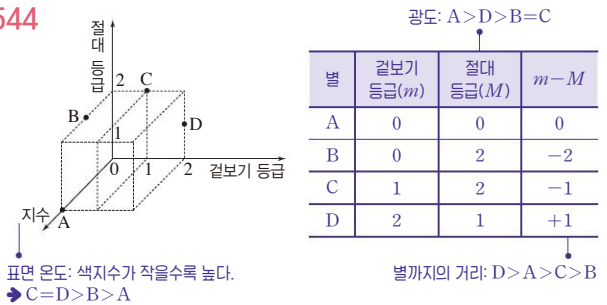 544
광도: A>D>B=C
절대 등급
2
C
B
D
1
0
1
2
겉보기 등급
지수
A
표면 온도: 색지수가 작을수록 높다.
➜ C=D>B>A
별 겉보기 등급(m) 절대 등급(M) m-M
A 0 0 0
B 0 2 -2
C 1 2 -1
D 2 1 +1
별까지의 거리: D>A>C>B